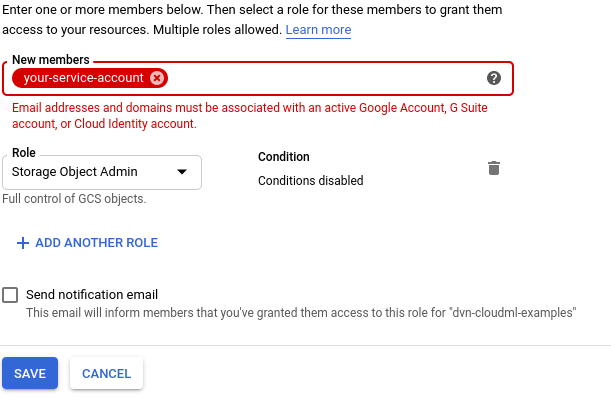 Enter one or more members below. Then select a role for these members to grant them
access to your resources. Multiple roles allowed. Learn more
New members
your-service-account
Email addresses and domains must be associated with an active Google Account, G Suite
account, or Cloud Identity account.
Role
Storage Object Admin
Condition
Conditions disabled
Full control of GCS objects.
ADD ANOTHER ROLE
Send notification email
This email will inform members that you've granted them access to this role for "dvn-cloudml-examples"
SAVE CANCEL